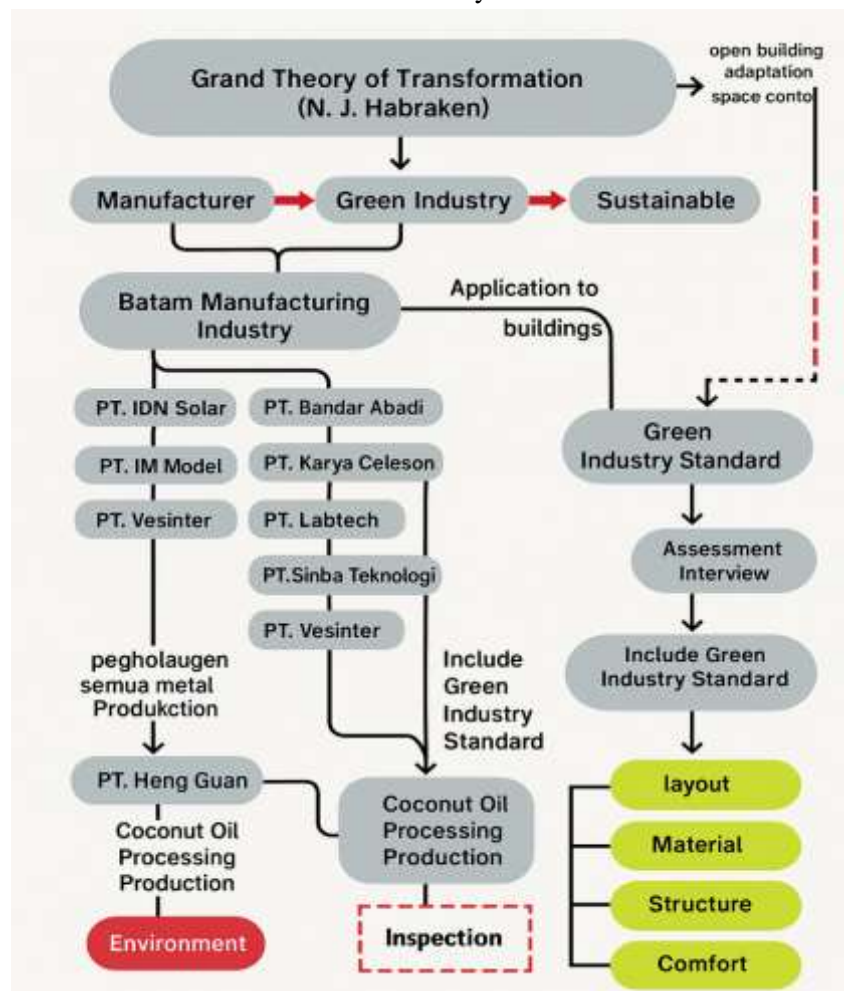 Grand Theory of Transformation
(N. J. Habraken)
open building
adaptation
space conto
Manufacturer
Green Industry
Sustainable
Batam Manufacturing
Industry
Application to
buildings
PT. IDN Solar
PT. Bandar Abadi
PT. IM Model
PT. Karya Celeson
PT. Vesinter
PT. Labtech
PT.Sinba Teknologi
PT. Vesinter
Green
Industry Standard
Assessment
Interview
Include Green
Industry Standard
pegholaugen
semua metal
Produkction
Include
Green
Industry
Standard
PT. Heng Guan
Coconut Oil
Processing
Production
Coconut Oil
Processing
Production
Environment
Inspection
layout
Material
Structure
Comfort